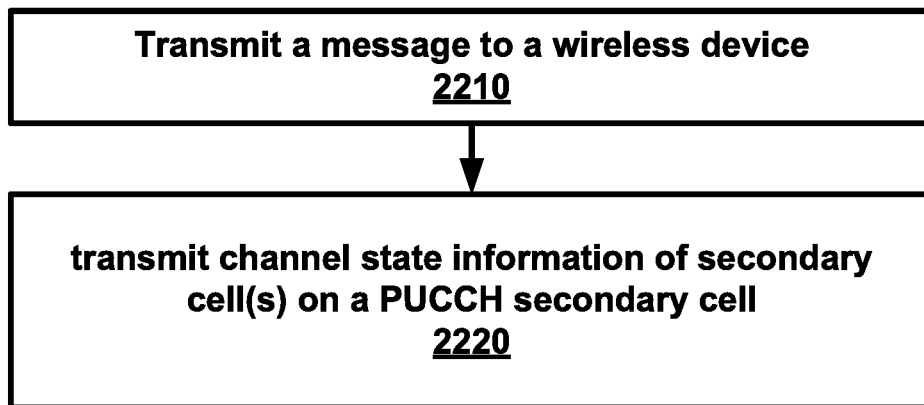 Transmit a message to a wireless device
2210
transmit channel state information of secondary
cell(s) on a PUCCH secondary cell
2220